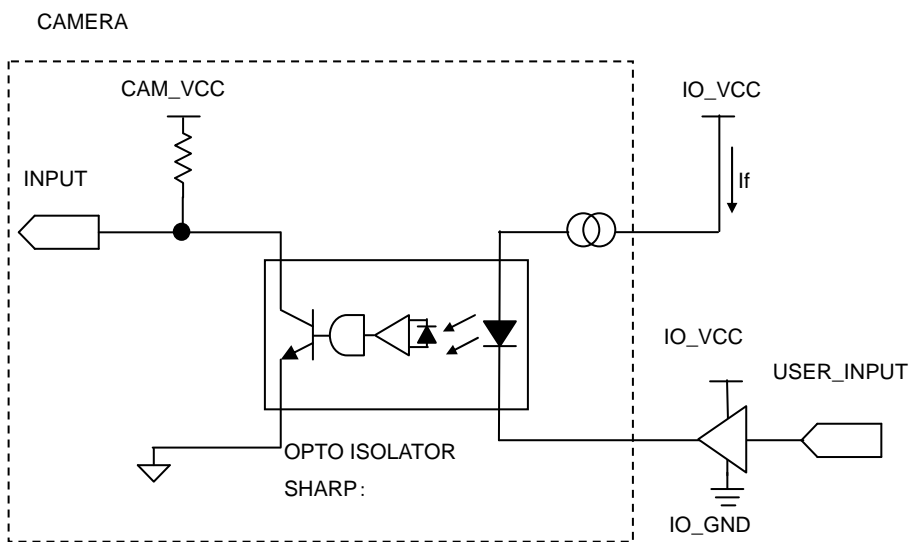 CAMERA
CAM_VCC
IO_VCC
INPUT
If
IO_VCC
USER_INPUT
OPTO ISOLATOR
SHARP:
IO_GND